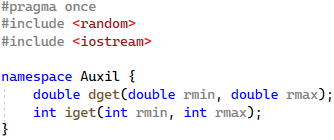 #pragma once
#include <random>
#include <iostream>
namespace Auxil {
    double dget(double rmin, double rmax);
    int iget(int rmin, int rmax);
}